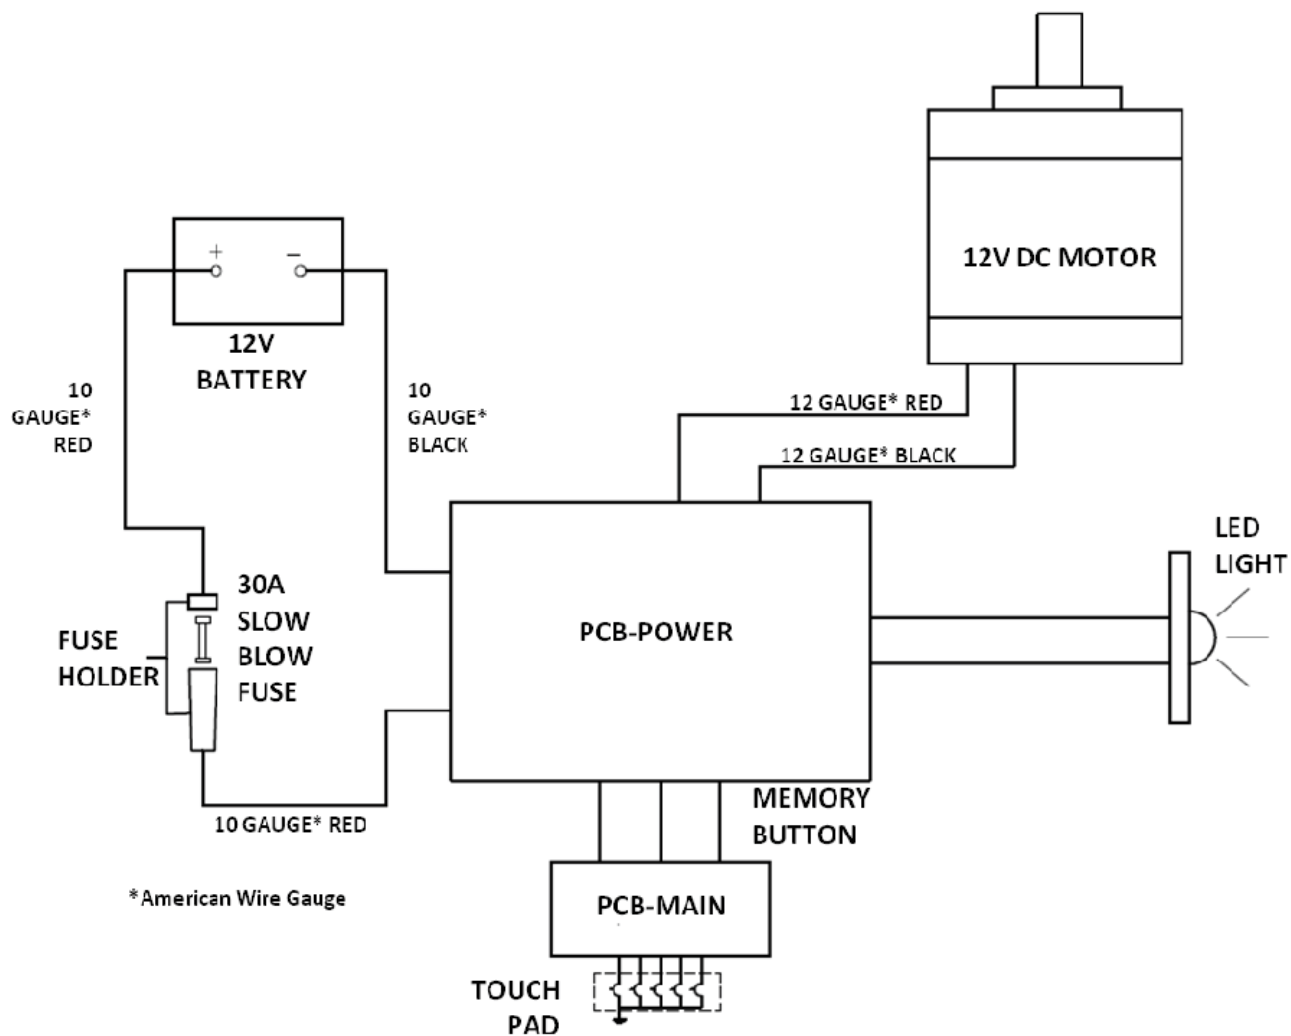 12V DC MOTOR
+ −
12V
BATTERY
10
GAUGE*
RED
10
GAUGE*
BLACK
12 GAUGE* RED
12 GAUGE* BLACK
LED
LIGHT
30A
SLOW
BLOW
FUSE
FUSE
HOLDER
PCB-POWER
10 GAUGE* RED
MEMORY
BUTTON
*American Wire Gauge
PCB-MAIN
TOUCH
PAD